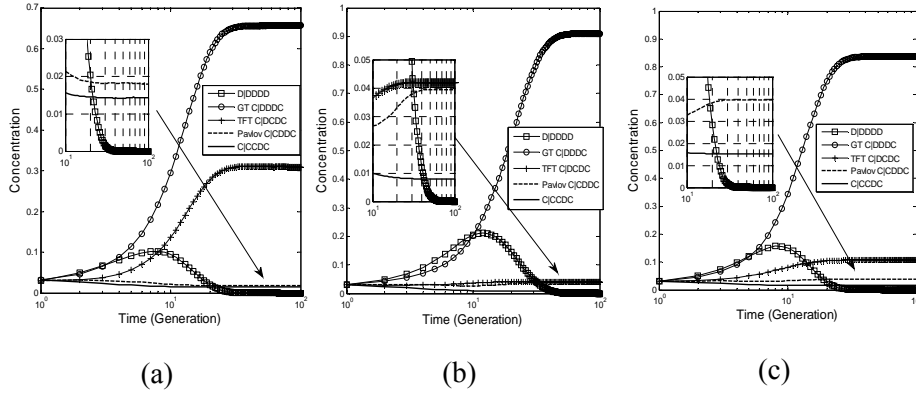 0.7
0.6
0.5
0.4
0.3
0.2
0.1
0
10^0
10^1
10^2
Concentration
Time (Generation)
0.03
0.02
0.01
10^1
10^2
D|DDDD
GT C|DDDC
TFT C|DCDC
Pavlov C|CDDC
C|CCDC
(a)
1
0.9
0.8
0.7
0.6
0.5
0.4
0.3
0.2
0.1
0
10^0
10^1
10^2
Concentration
Time (Generation)
0.05
0.04
0.03
0.02
0.01
0
10^1
10^2
D|DDDD
GT C|DDDC
TFT C|DCDC
Pavlov C|CDDC
C|CCDC
(b)
1
0.9
0.8
0.7
0.6
0.5
0.4
0.3
0.2
0.1
0
10^0
10^1
10^2
Concentration
Time (Generation)
0.05
0.04
0.03
0.02
0.01
0
10^1
10^2
D|DDDD
GT C|DDDC
TFT C|DCDC
Pavlov C|CDDC
C|CCDC
(c)